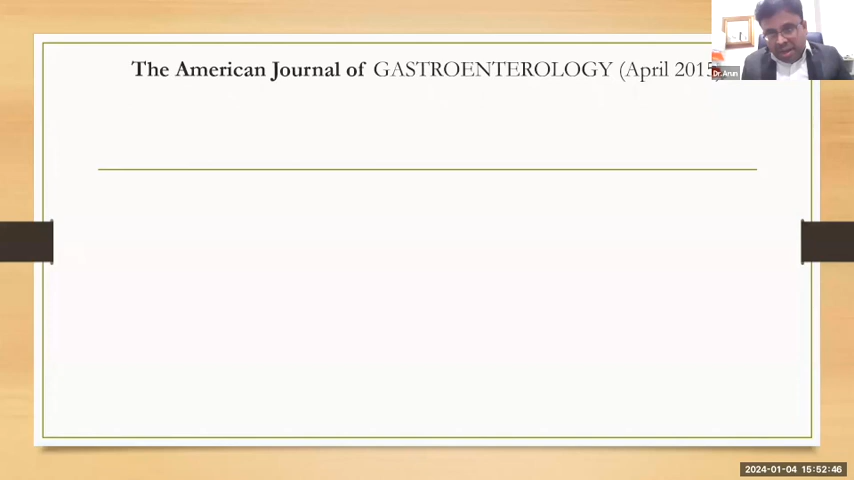 The American Journal of GASTROENTEROLOGY (April 2015)
Dr.Arun
2024-01-04 15:52:46